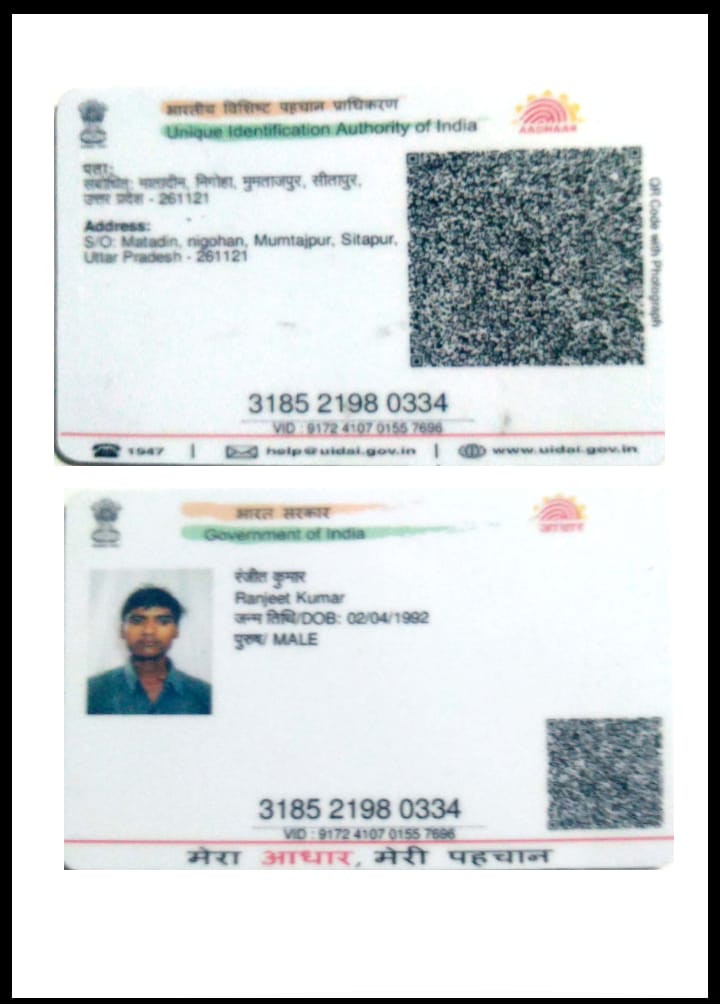 भारतीय विशिष्ट पहचान प्राधिकरण
Unique Identification Authority of India
AADHAAR
पता:
संबोधित: मातादीन, निगोहा, मुमताजपुर, सीतापुर,
उत्तर प्रदेश - 261121
Address:
S/O: Matadin, nigohan, Mumtajpur, Sitapur,
Uttar Pradesh - 261121
QR Code with Photograph
3185 2198 0334
VID : 9172 4107 0155 7696
1947 | help@uidai.gov.in | www.uidai.gov.in
भारत सरकार
Government of India
आधार
रंजीत कुमार
Ranjeet Kumar
जन्म तिथि/DOB: 02/04/1992
पुरुष/ MALE
3185 2198 0334
VID : 9172 4107 0155 7696
मेरा आधार, मेरी पहचान